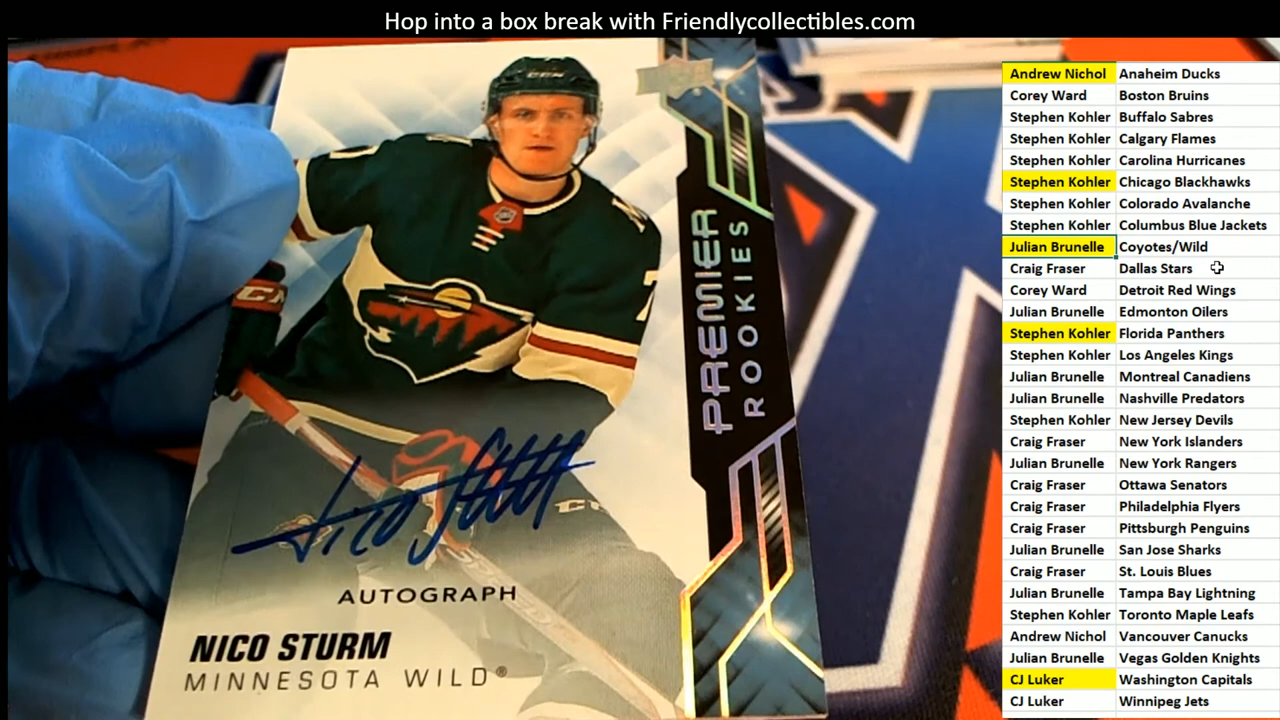 Hop into a box break with Friendlycollectibles.com
CCM
PREMIER
ROOKIES
Nico Sturm
AUTOGRAPH
NICO STURM
MINNESOTA WILD®
Andrew Nichol Anaheim Ducks
Corey Ward Boston Bruins
Stephen Kohler Buffalo Sabres
Stephen Kohler Calgary Flames
Stephen Kohler Carolina Hurricanes
Stephen Kohler Chicago Blackhawks
Stephen Kohler Colorado Avalanche
Stephen Kohler Columbus Blue Jackets
Julian Brunelle Coyotes/Wild
Craig Fraser Dallas Stars
Corey Ward Detroit Red Wings
Julian Brunelle Edmonton Oilers
Stephen Kohler Florida Panthers
Stephen Kohler Los Angeles Kings
Julian Brunelle Montreal Canadiens
Julian Brunelle Nashville Predators
Stephen Kohler New Jersey Devils
Craig Fraser New York Islanders
Julian Brunelle New York Rangers
Craig Fraser Ottawa Senators
Craig Fraser Philadelphia Flyers
Craig Fraser Pittsburgh Penguins
Julian Brunelle San Jose Sharks
Craig Fraser St. Louis Blues
Julian Brunelle Tampa Bay Lightning
Stephen Kohler Toronto Maple Leafs
Andrew Nichol Vancouver Canucks
Julian Brunelle Vegas Golden Knights
CJ Luker Washington Capitals
CJ Luker Winnipeg Jets